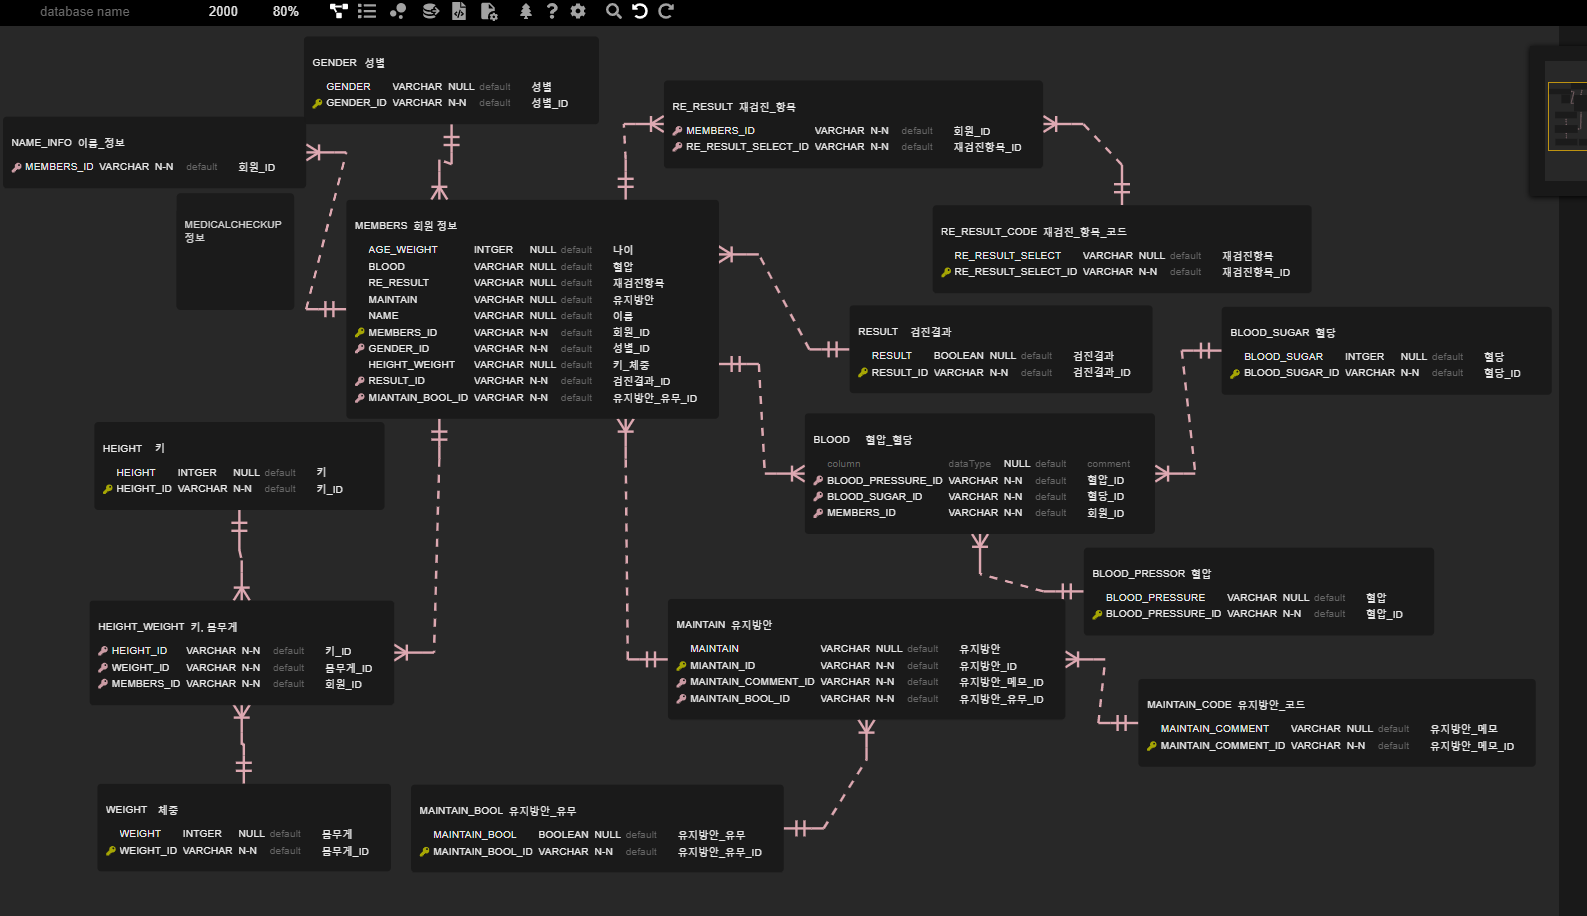 database name 2000 80%
GENDER 성별
GENDER VARCHAR NULL default 성별
GENDER_ID VARCHAR N-N default 성별_ID
NAME_INFO 이름_정보
MEMBERS_ID VARCHAR N-N default 회원_ID
MEDICALCHECKUP
정보
RE_RESULT 재검진_항목
MEMBERS_ID VARCHAR N-N default 회원_ID
RE_RESULT_SELECT_ID VARCHAR N-N default 재검진항목_ID
RE_RESULT_CODE 재검진_항목_코드
RE_RESULT_SELECT VARCHAR NULL default 재검진항목
RE_RESULT_SELECT_ID VARCHAR N-N default 재검진항목_ID
MEMBERS 회원 정보
AGE_WEIGHT INTGER NULL default 나이
BLOOD VARCHAR NULL default 혈압
RE_RESULT VARCHAR NULL default 재검진항목
MAINTAIN VARCHAR NULL default 유지방안
NAME VARCHAR NULL default 이름
MEMBERS_ID VARCHAR N-N default 회원_ID
GENDER_ID VARCHAR N-N default 성별_ID
HEIGHT_WEIGHT VARCHAR NULL default 키_체중
RESULT_ID VARCHAR N-N default 검진결과_ID
MIANTAIN_BOOL_ID VARCHAR N-N default 유지방안_유무_ID
RESULT 검진결과
RESULT BOOLEAN NULL default 검진결과
RESULT_ID VARCHAR N-N default 검진결과_ID
BLOOD_SUGAR 혈당
BLOOD_SUGAR INTGER NULL default 혈당
BLOOD_SUGAR_ID VARCHAR N-N default 혈당_ID
BLOOD 혈압_혈당
column dataType NULL default comment
BLOOD_PRESSURE_ID VARCHAR N-N default 혈압_ID
BLOOD_SUGAR_ID VARCHAR N-N default 혈당_ID
MEMBERS_ID VARCHAR N-N default 회원_ID
HEIGHT 키
HEIGHT INTGER NULL default 키
HEIGHT_ID VARCHAR N-N default 키_ID
BLOOD_PRESSOR 혈압
BLOOD_PRESSURE VARCHAR NULL default 혈압
BLOOD_PRESSURE_ID VARCHAR N-N default 혈압_ID
HEIGHT_WEIGHT 키, 몸무게
HEIGHT_ID VARCHAR N-N default 키_ID
WEIGHT_ID VARCHAR N-N default 몸무게_ID
MEMBERS_ID VARCHAR N-N default 회원_ID
MAINTAIN 유지방안
MAINTAIN VARCHAR NULL default 유지방안
MIANTAIN_ID VARCHAR N-N default 유지방안_ID
MAINTAIN_COMMENT_ID VARCHAR N-N default 유지방안_메모_ID
MAINTAIN_BOOL_ID VARCHAR N-N default 유지방안_유무_ID
MAINTAIN_CODE 유지방안_코드
MAINTAIN_COMMENT VARCHAR NULL default 유지방안_메모
MAINTAIN_COMMENT_ID VARCHAR N-N default 유지방안_메모_ID
WEIGHT 체중
WEIGHT INTGER NULL default 몸무게
WEIGHT_ID VARCHAR N-N default 몸무게_ID
MAINTAIN_BOOL 유지방안_유무
MAINTAIN_BOOL BOOLEAN NULL default 유지방안_유무
MAINTAIN_BOOL_ID VARCHAR N-N default 유지방안_유무_ID